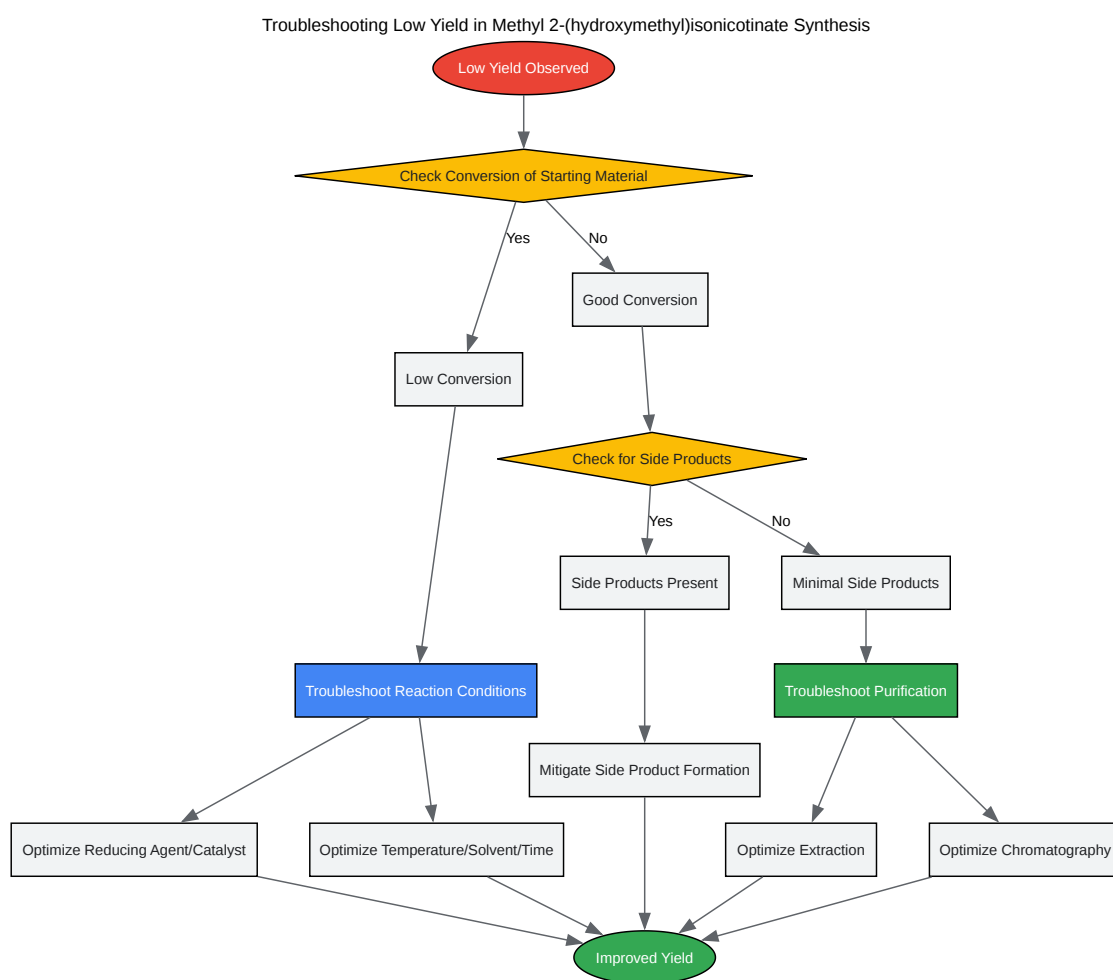 Troubleshooting Low Yield in Methyl 2-(hydroxymethyl)isonicotinate Synthesis
Low Yield Observed
Check Conversion of Starting Material
Yes
No
Good Conversion
Low Conversion
Check for Side Products
Yes
No
Side Products Present
Minimal Side Products
Troubleshoot Reaction Conditions
Troubleshoot Purification
Mitigate Side Product Formation
Optimize Reducing Agent/Catalyst
Optimize Temperature/Solvent/Time
Optimize Extraction
Optimize Chromatography
Improved Yield